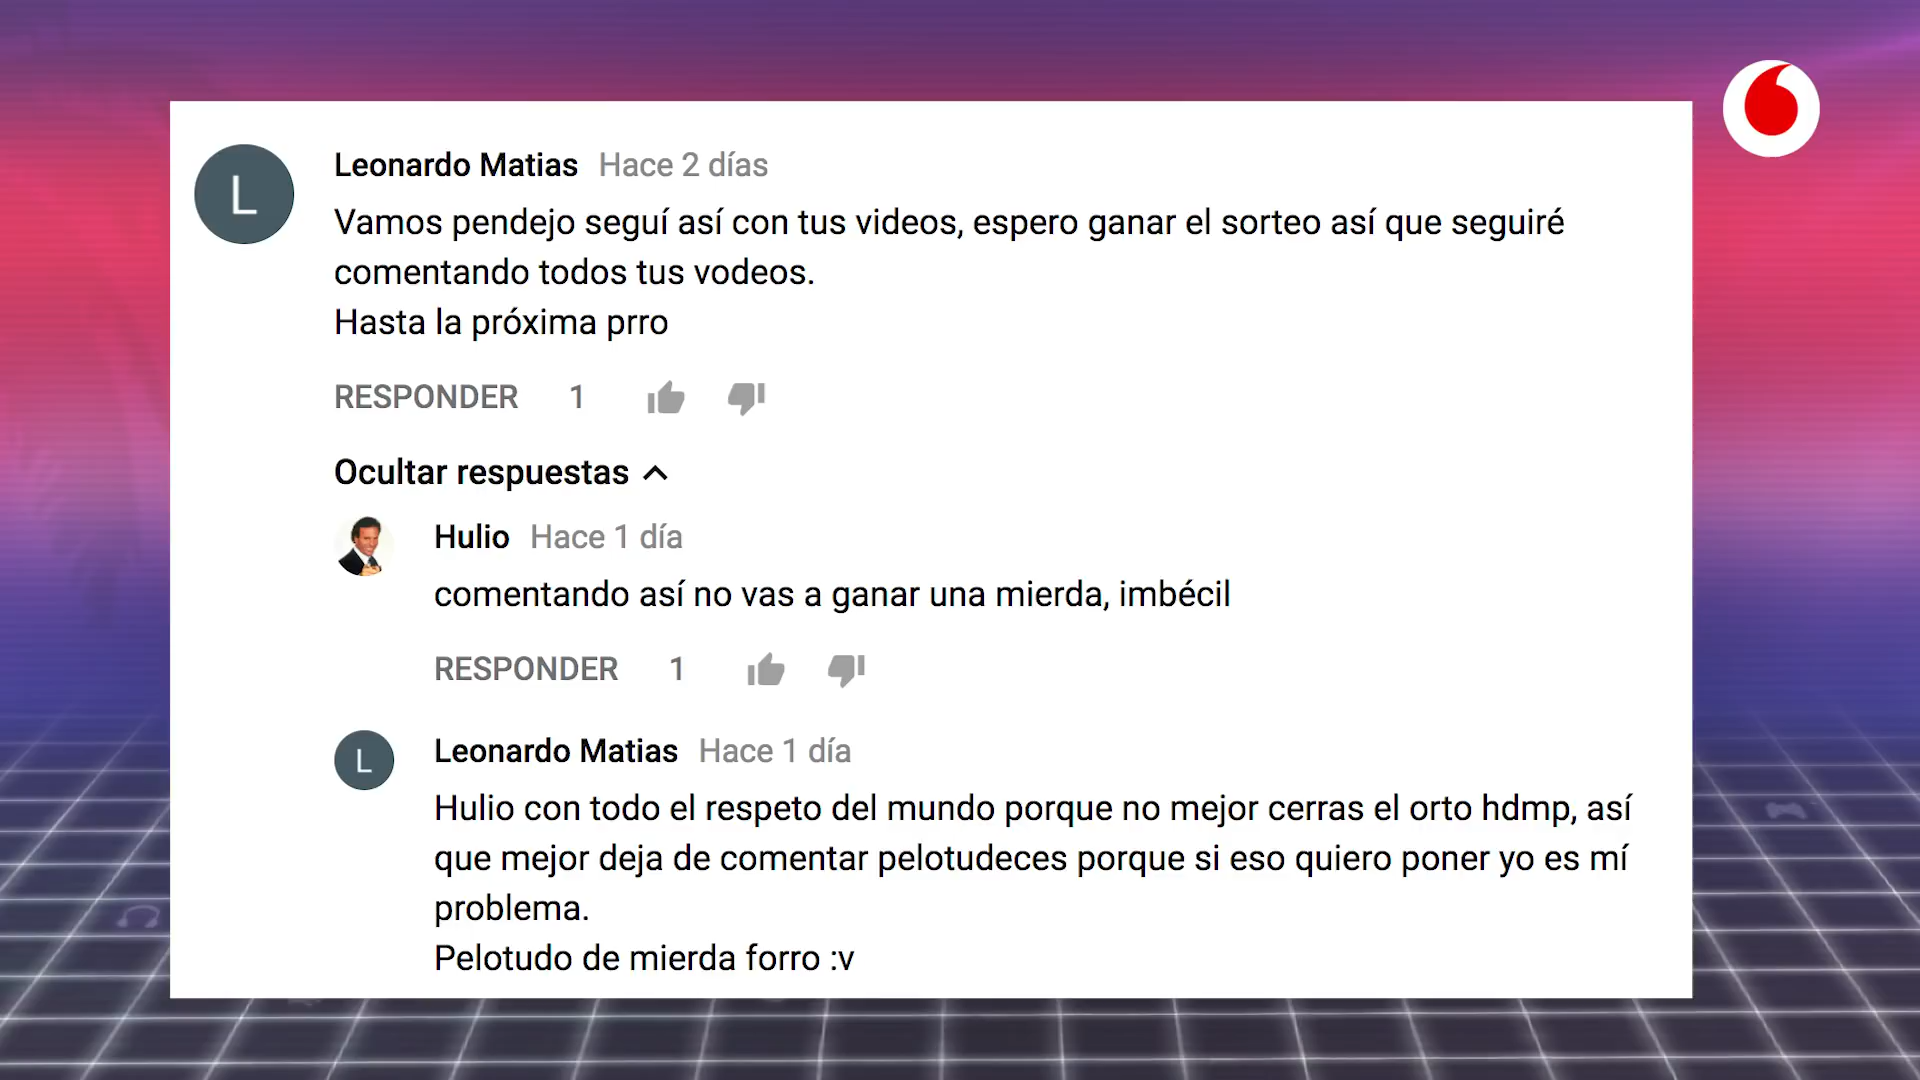 L
Leonardo Matias Hace 2 días
Vamos pendejo seguí así con tus videos, espero ganar el sorteo así que seguiré
comentando todos tus vodeos.
Hasta la próxima prro
RESPONDER 1
Ocultar respuestas
Hulio Hace 1 día
comentando así no vas a ganar una mierda, imbécil
RESPONDER 1
L
Leonardo Matias Hace 1 día
Hulio con todo el respeto del mundo porque no mejor cerras el orto hdmp, así
que mejor deja de comentar pelotudeces porque si eso quiero poner yo es mí
problema.
Pelotudo de mierda forro :v